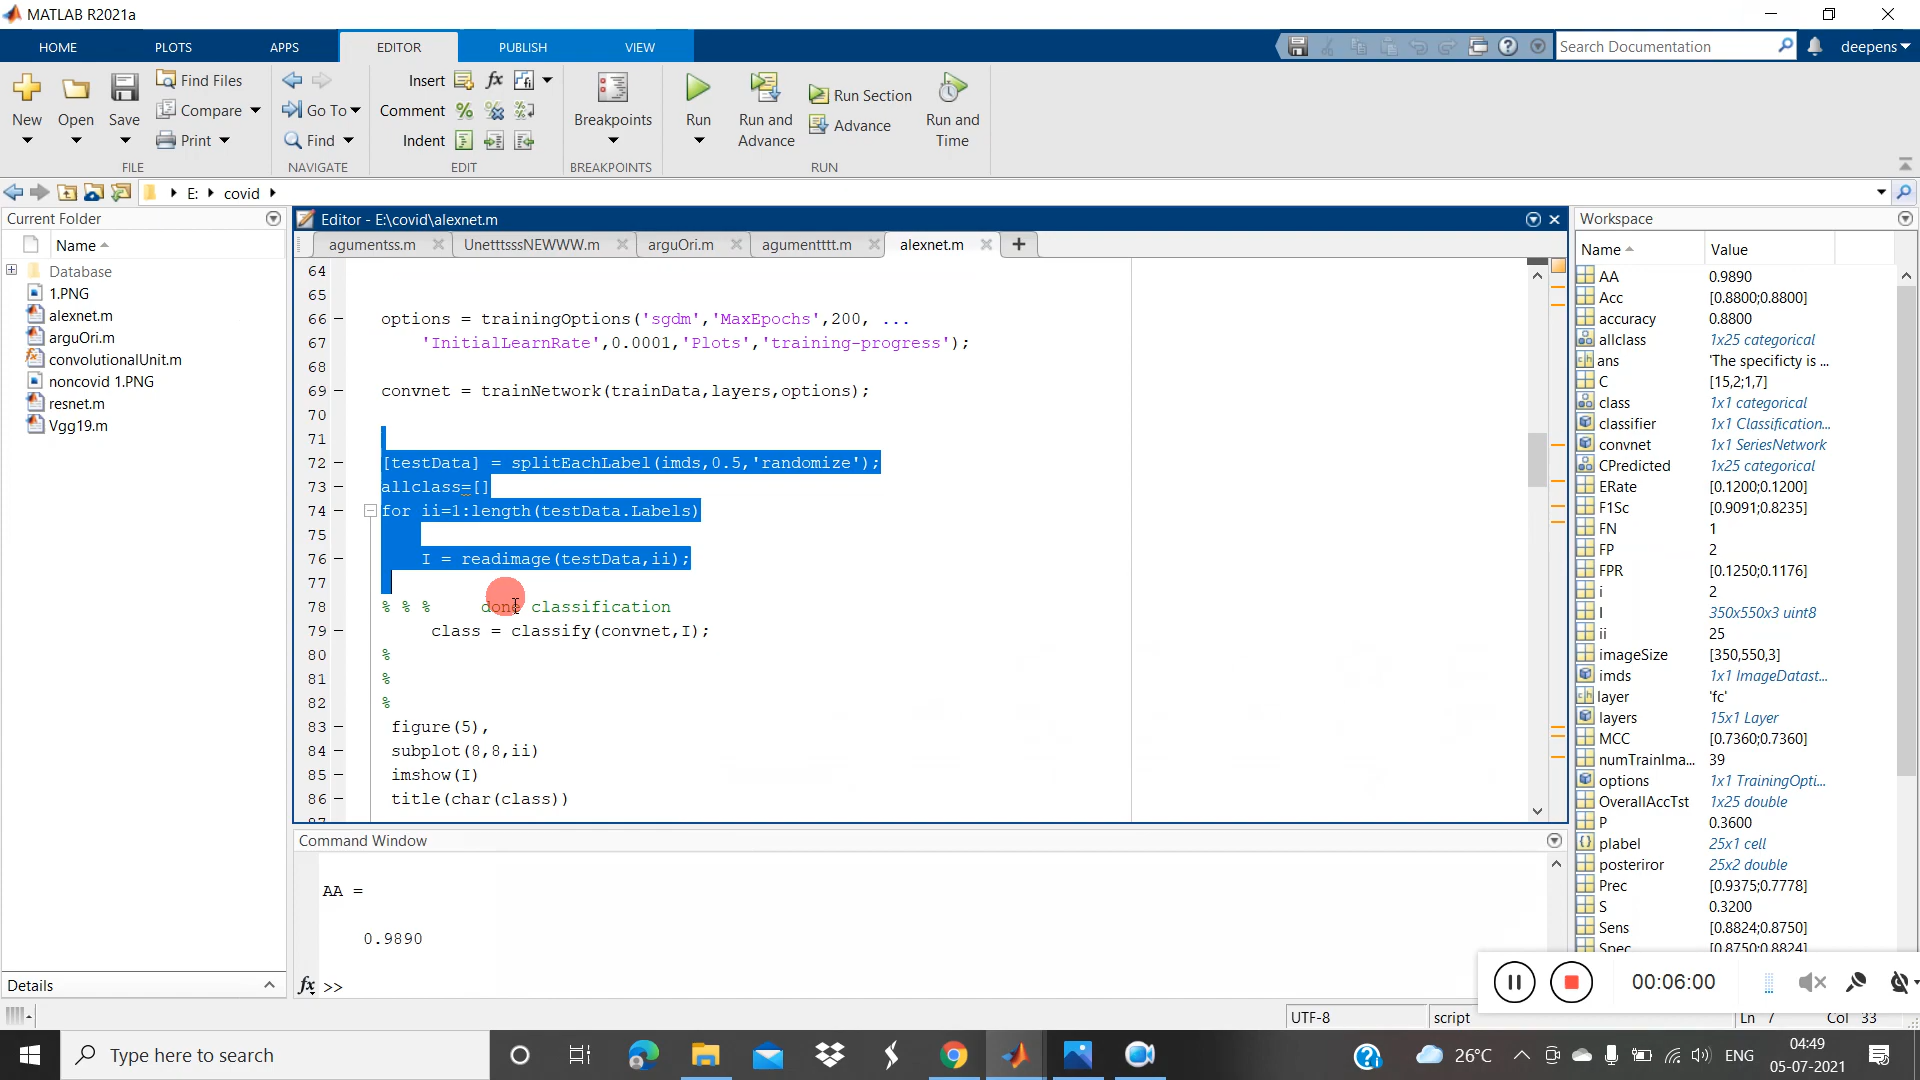 MATLAB R2021a
HOME PLOTS APPS EDITOR PUBLISH VIEW
Search Documentation
deepens
New
Open
Save
Find Files
Compare
Print
FILE
Go To
Find
NAVIGATE
Insert
Comment
Indent
fx
EDIT
Breakpoints
BREAKPOINTS
Run
Run and Advance
Run Section
Advance
Run and Time
RUN
E: covid
Current Folder
Name
Database
1.PNG
alexnet.m
arguOri.m
convolutionalUnit.m
noncovid 1.PNG
resnet.m
Vgg19.m
Details
Editor - E:\covid\alexnet.m
agumentss.m UnetttsssNEWWW.m arguOri.m agumentttt.m alexnet.m
64
65
66 options = trainingOptions('sgdm','MaxEpochs',200, ...
67 'InitialLearnRate',0.0001,'Plots','training-progress');
68
69 convnet = trainNetwork(trainData,layers,options);
70
71
72 [testData] = splitEachLabel(imds,0.5,'randomize');
73 allclass=[]
74 for ii=1:length(testData.Labels)
75
76 I = readimage(testData,ii);
77
78 % % % done classification
79 class = classify(convnet,I);
80 %
81 %
82 %
83 figure(5),
84 subplot(8,8,ii)
85 imshow(I)
86 title(char(class))
Command Window
AA =
0.9890
fx >>
Workspace
Name Value
AA 0.9890
Acc [0.8800;0.8800]
accuracy 0.8800
allclass 1x25 categorical
ans 'The specificty is ...
C [15,2;1,7]
class 1x1 categorical
classifier 1x1 Classification...
convnet 1x1 SeriesNetwork
CPredicted 1x25 categorical
ERate [0.1200;0.1200]
F1Sc [0.9091;0.8235]
FN 1
FP 2
FPR [0.1250;0.1176]
i 2
I 350x550x3 uint8
ii 25
imageSize [350,550,3]
imds 1x1 ImageDatast...
layer 'fc'
layers 15x1 Layer
MCC [0.7360;0.7360]
numTrainIma... 39
options 1x1 TrainingOpti...
OverallAccTst 1x25 double
P 0.3600
plabel 25x1 cell
posteriror 25x2 double
Prec [0.9375;0.7778]
S 0.3200
Sens [0.8824;0.8750]
Spec [0.8750;0.8824]
00:06:00
UTF-8 script Ln 7 Col 33
Type here to search
26°C
ENG
04:49
05-07-2021